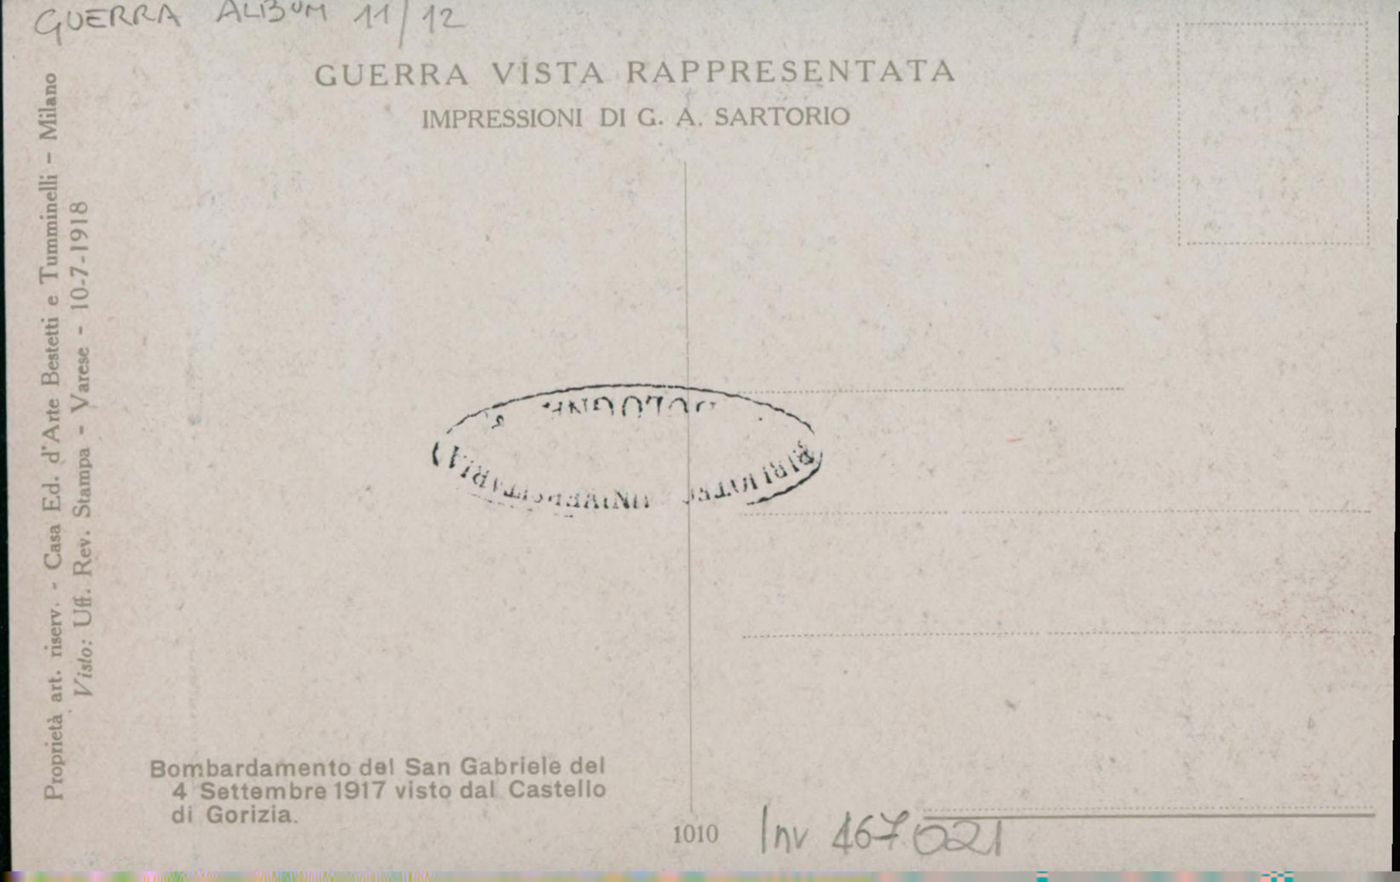 GUERRA ALBUM 11/12
GUERRA VISTA RAPPRESENTATA
IMPRESSIONI DI G. A. SARTORIO
Proprietà art. riserv. - Casa Ed. d'Arte Bestetti e Tumminelli - Milano
Visto: Uff. Rev. Stampa - Varese - 10-7-1918
BOLOGNA
UNIVERSITARIA
Bombardamento del San Gabriele del
4 Settembre 1917 visto dal Castello
di Gorizia.
1010
Inv 467021